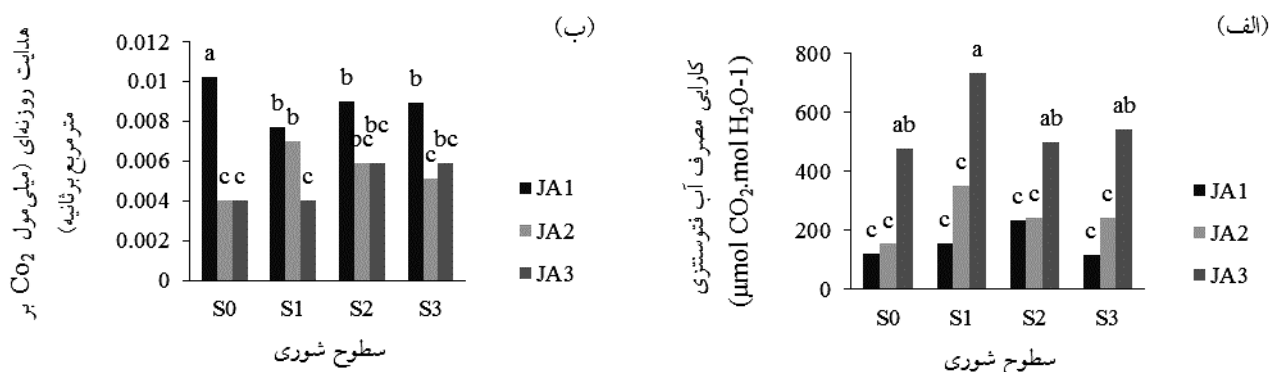 (الف)
کارایی مصرف آب فتوسنتزی
(µmol CO₂.mol H₂O-1)
800
600
400
200
0
c c ab
c c a
c c ab
c c ab
S0 S1 S2 S3
سطوح شوری
JA1
JA2
JA3
(ب)
هدایت روزنه‌ای (میلی‌مول Co₂ بر
مترمربع برثانیه)
0.012
0.01
0.008
0.006
0.004
0.002
0
a c c
b b c
b bc bc
b c bc
S0 S1 S2 S3
سطوح شوری
JA1
JA2
JA3